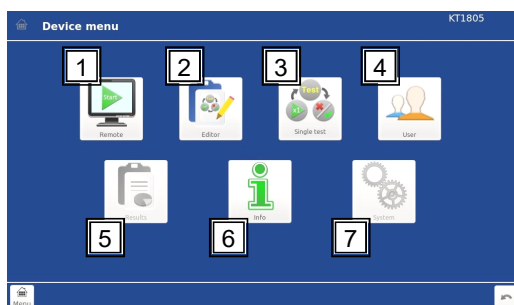 Device menu
KT1805
1
2
3
4
Start
Test
Remote
Editor
Single test
User
Results
Info
System
5
6
7
Menu